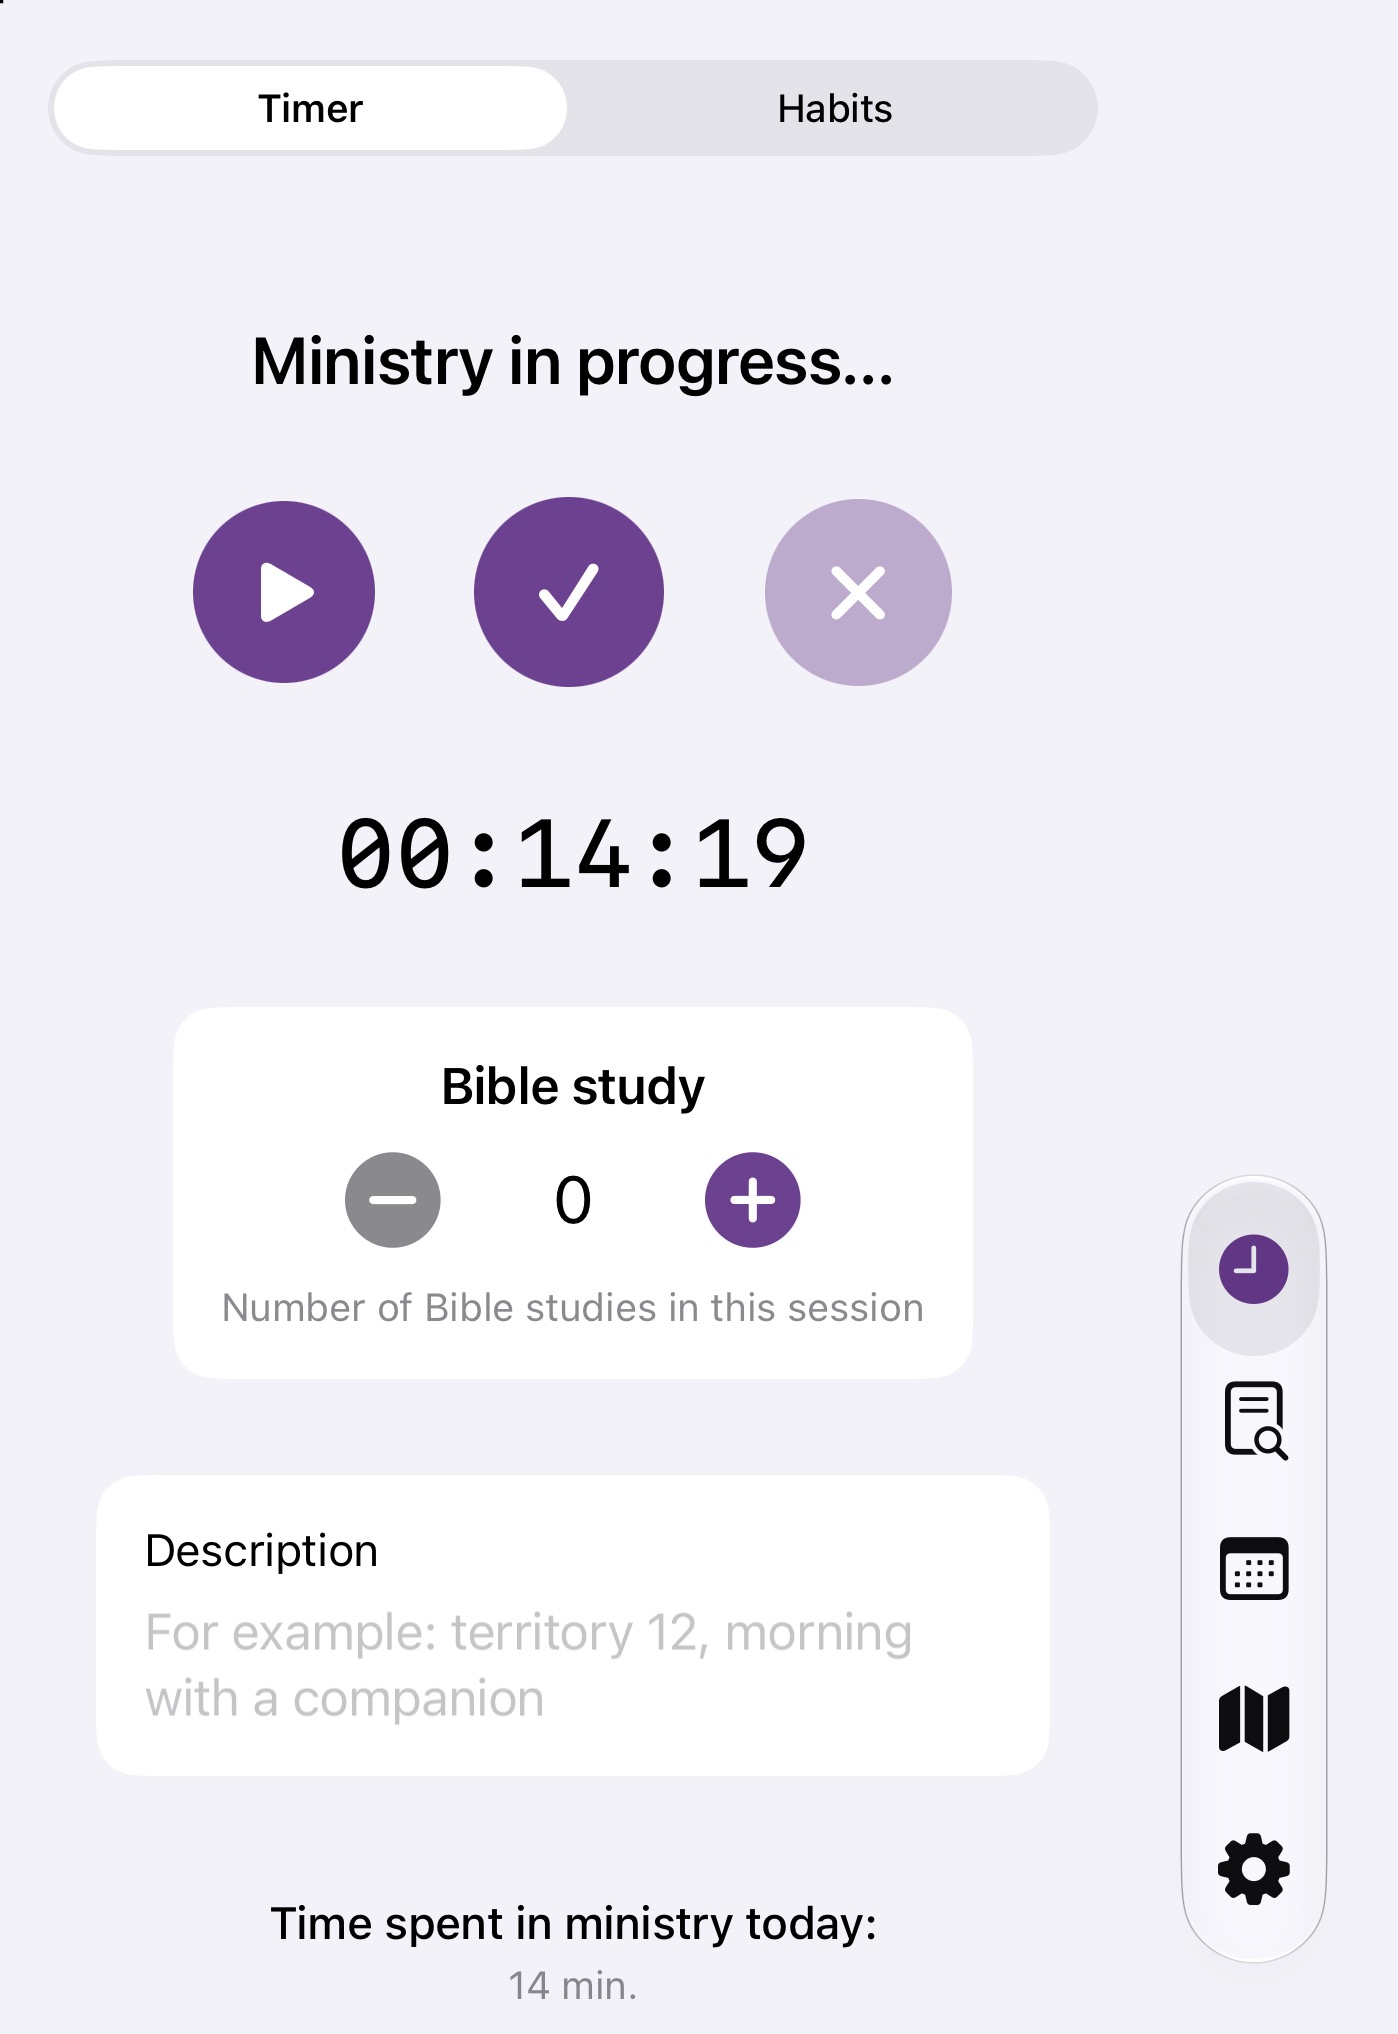 Timer
Habits
Ministry in progress...
00:14:19
Bible study
0
Number of Bible studies in this session
Description
For example: territory 12, morning
with a companion
Time spent in ministry today:
14 min.